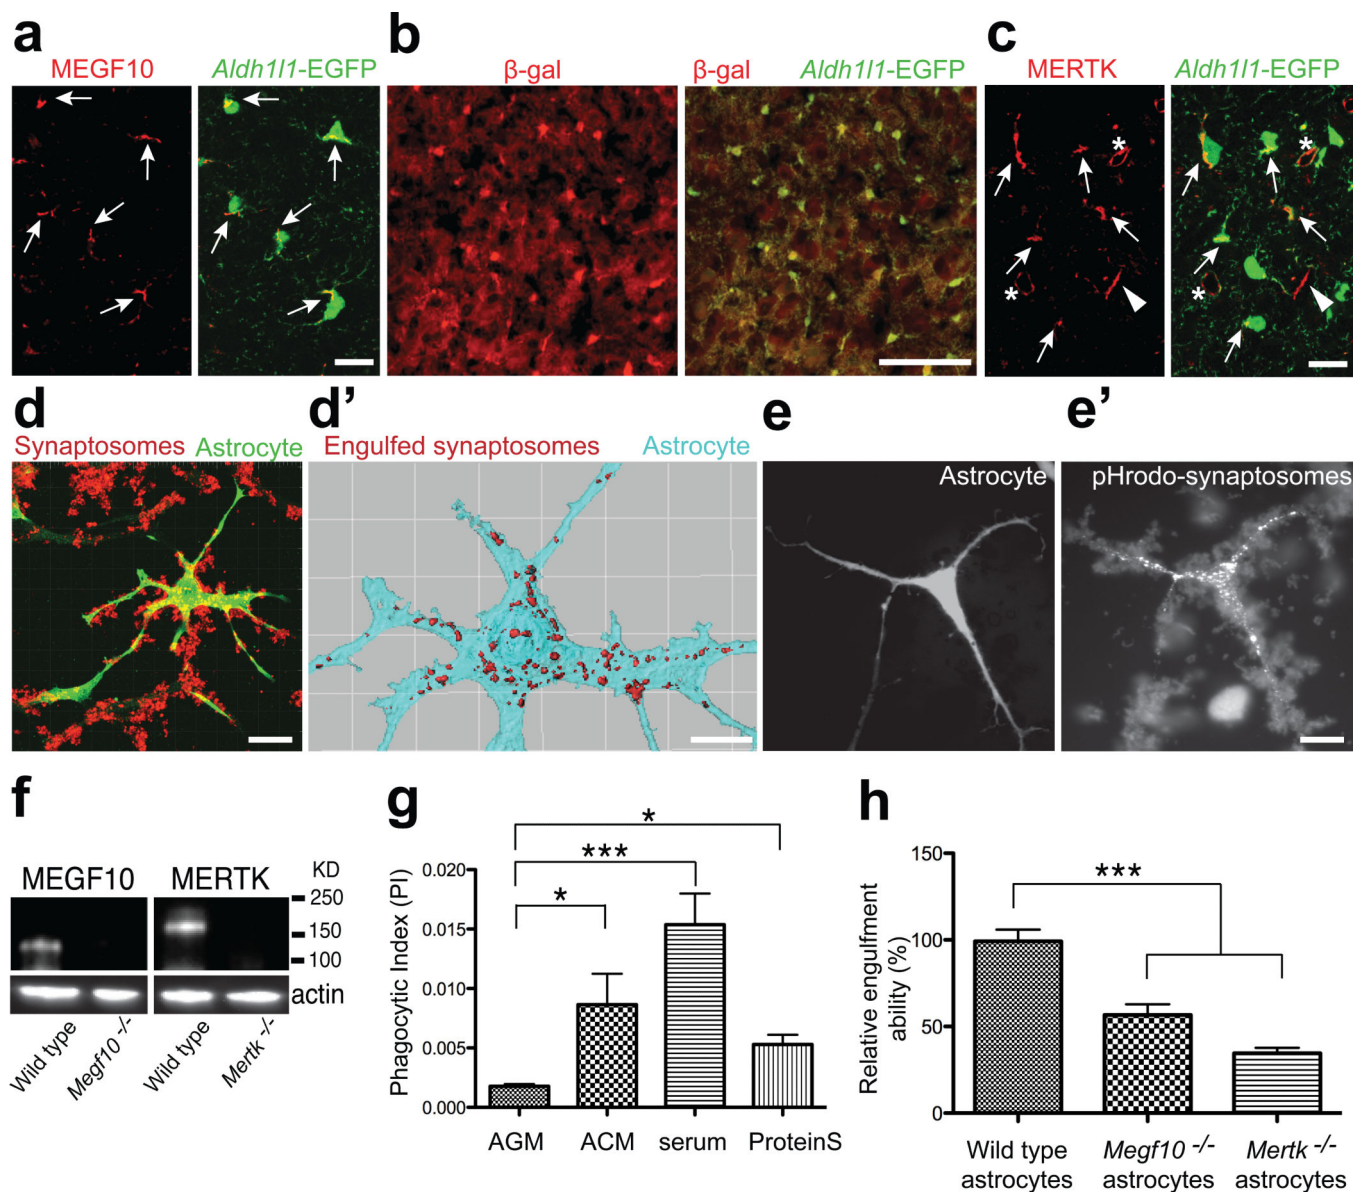 a
MEGF10
Aldh1l1-EGFP
b
β-gal
β-gal
Aldh1l1-EGFP
c
MERTK
Aldh1l1-EGFP
*
*
*
*
d
Synaptosomes
Astrocyte
d'
Engulfed synaptosomes
Astrocyte
e
Astrocyte
e'
pHrodo-synaptosomes
f
MEGF10
MERTK
KD
250
150
100
actin
Wild type
Megf10 -/-
Wild type
Mertk -/-
g
Phagocytic Index (PI)
0.020
0.015
0.010
0.005
0.000
*
***
*
AGM
ACM
serum
ProteinS
h
Relative engulfment
ability (%)
150
100
50
0
***
Wild type
astrocytes
Megf10 -/-
astrocytes
Mertk -/-
astrocytes